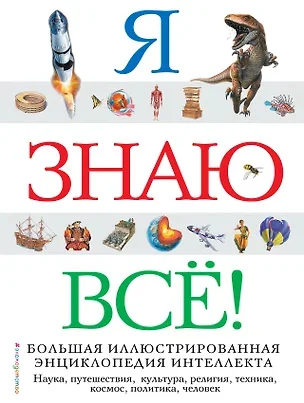 Я
ЗНАЮ
ВСЁ!
БОЛЬШАЯ ИЛЛЮСТРИРОВАННАЯ
ЭНЦИКЛОПЕДИЯ ИНТЕЛЛЕКТА
Наука, путешествия, культура, религия, техника,
космос, политика, человек